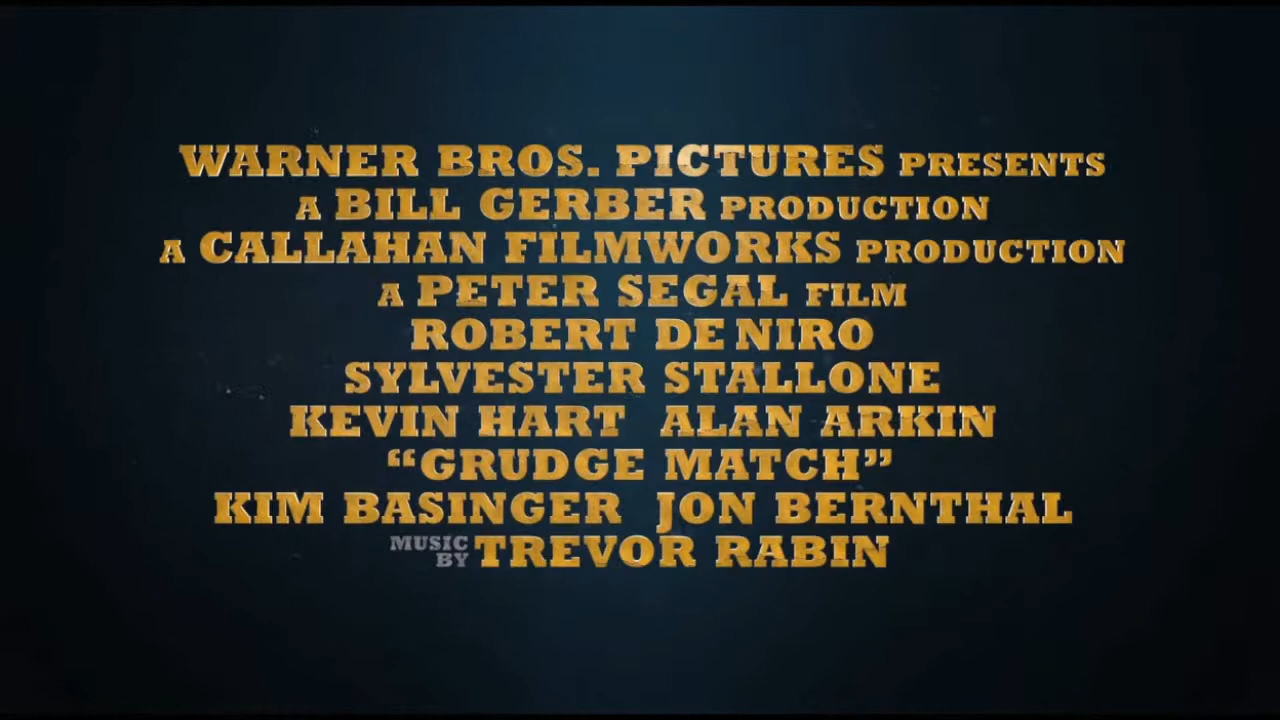 WARNER BROS. PICTURES PRESENTS
A BILL GERBER PRODUCTION
A CALLAHAN FILMWORKS PRODUCTION
A PETER SEGAL FILM
ROBERT DE NIRO
SYLVESTER STALLONE
KEVIN HART ALAN ARKIN
“GRUDGE MATCH”
KIM BASINGER JON BERNTHAL
MUSIC BY TREVOR RABIN